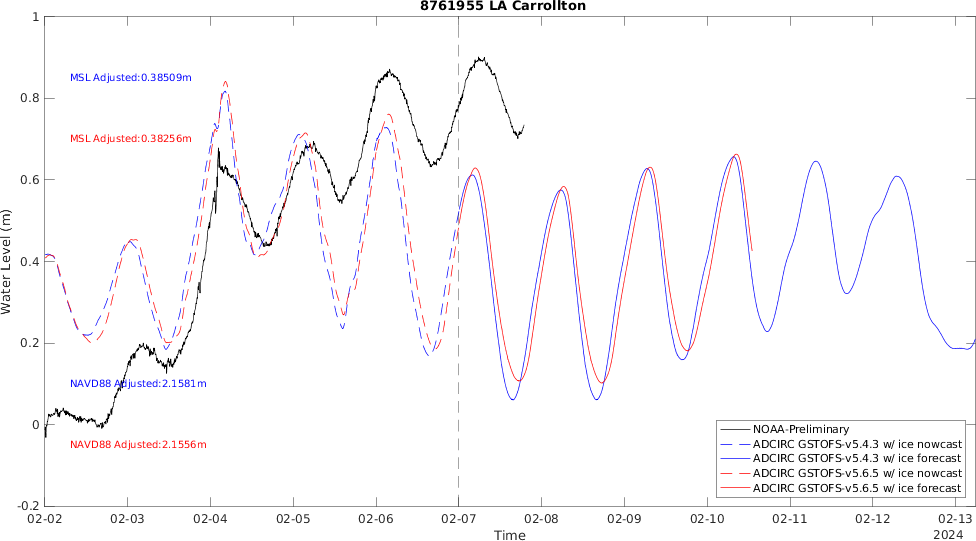 8761955 LA Carrollton
1
0.8
0.6
0.4
0.2
0
-0.2
Water Level (m)
MSL Adjusted:0.38509m
MSL Adjusted:0.38256m
NAVD88 Adjusted:2.1581m
NAVD88 Adjusted:2.1556m
NOAA-Preliminary
ADCIRC GSTOFS-v5.4.3 w/ ice nowcast
ADCIRC GSTOFS-v5.4.3 w/ ice forecast
ADCIRC GSTOFS-v5.6.5 w/ ice nowcast
ADCIRC GSTOFS-v5.6.5 w/ ice forecast
02-02 02-03 02-04 02-05 02-06 02-07 02-08 02-09 02-10 02-11 02-12 02-13
Time
2024